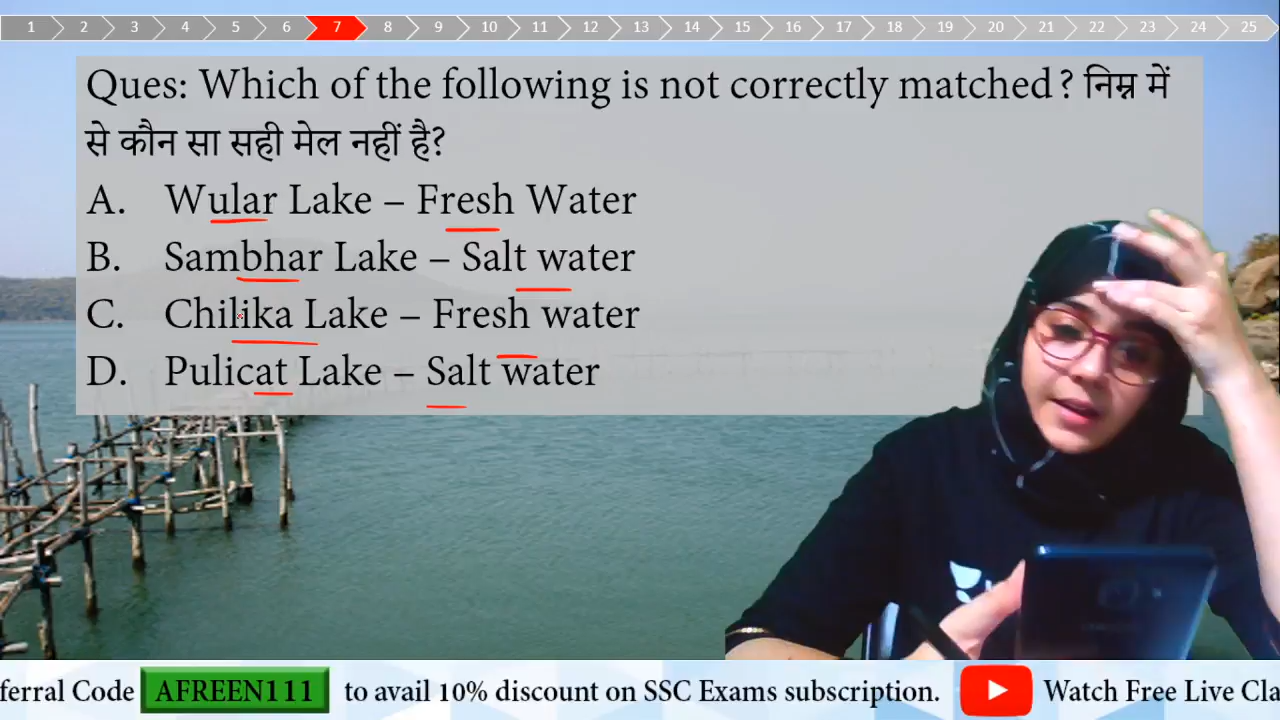 1 2 3 4 5 6 7 8 9 10 11 12 13 14 15 16 17 18 19 20 21 22 23 24 25
Ques: Which of the following is not correctly matched? निम्न में
से कौन सा सही मेल नहीं है?
A. Wular Lake – Fresh Water
B. Sambhar Lake – Salt water
C. Chilika Lake – Fresh water
D. Pulicat Lake – Salt water
ferral Code AFREEN111 to avail 10% discount on SSC Exams subscription. Watch Free Live Cla